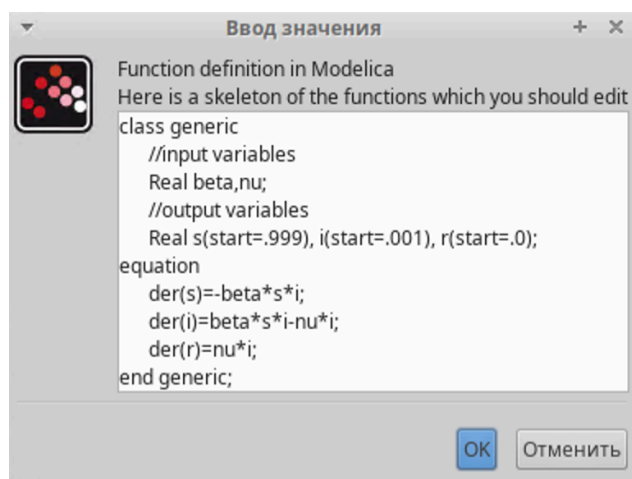 Ввод значения
Function definition in Modelica
Here is a skeleton of the functions which you should edit
class generic
//input variables
Real beta,nu;
//output variables
Real s(start=.999), i(start=.001), r(start=.0);
equation
der(s)=-beta*s*i;
der(i)=beta*s*i-nu*i;
der(r)=nu*i;
end generic;
OK
Отменить